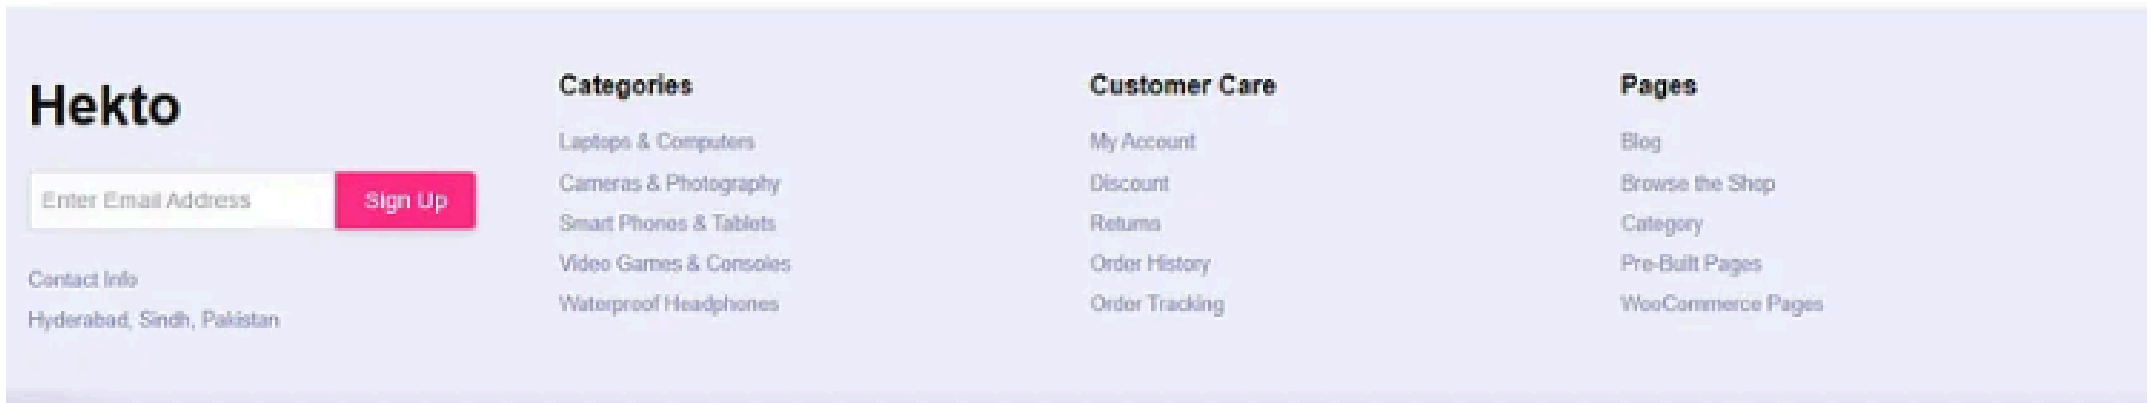 Hekto
Enter Email Address
Sign Up
Contact Info
Hyderabad, Sindh, Pakistan
Categories
Laptops & Computers
Cameras & Photography
Smart Phones & Tablets
Video Games & Consoles
Waterproof Headphones
Customer Care
My Account
Discount
Returns
Order History
Order Tracking
Pages
Blog
Browse the Shop
Category
Pre-Built Pages
WooCommerce Pages